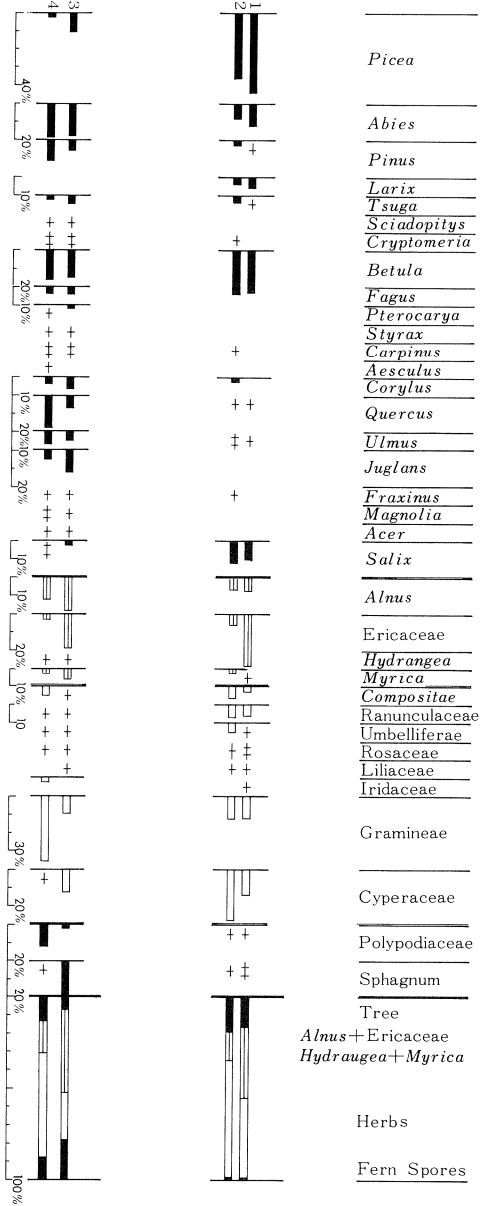 4 3 2 1
Picea
40%
Abies
20%
Pinus
Larix
10%
Tsuga
Sciadopitys
Cryptomeria
Betula
20%
Fagus
10%
Pterocarya
Styrax
Carpinus
Aesculus
Corylus
10%
Quercus
20%
Ulmus
10%
Juglans
20%
Fraxinus
Magnolia
Acer
Salix
10%
Alnus
10%
Ericaceae
20%
Hydrangea
Myrica
10%
Compositae
Ranunculaceae
10
Umbelliferae
Rosaceae
Liliaceae
Iridaceae
Gramineae
30%
Cyperaceae
20%
Polypodiaceae
20%
Sphagnum
20%
Tree
Alnus+Ericaceae
Hydraugea+Myrica
Herbs
Fern Spores
100%